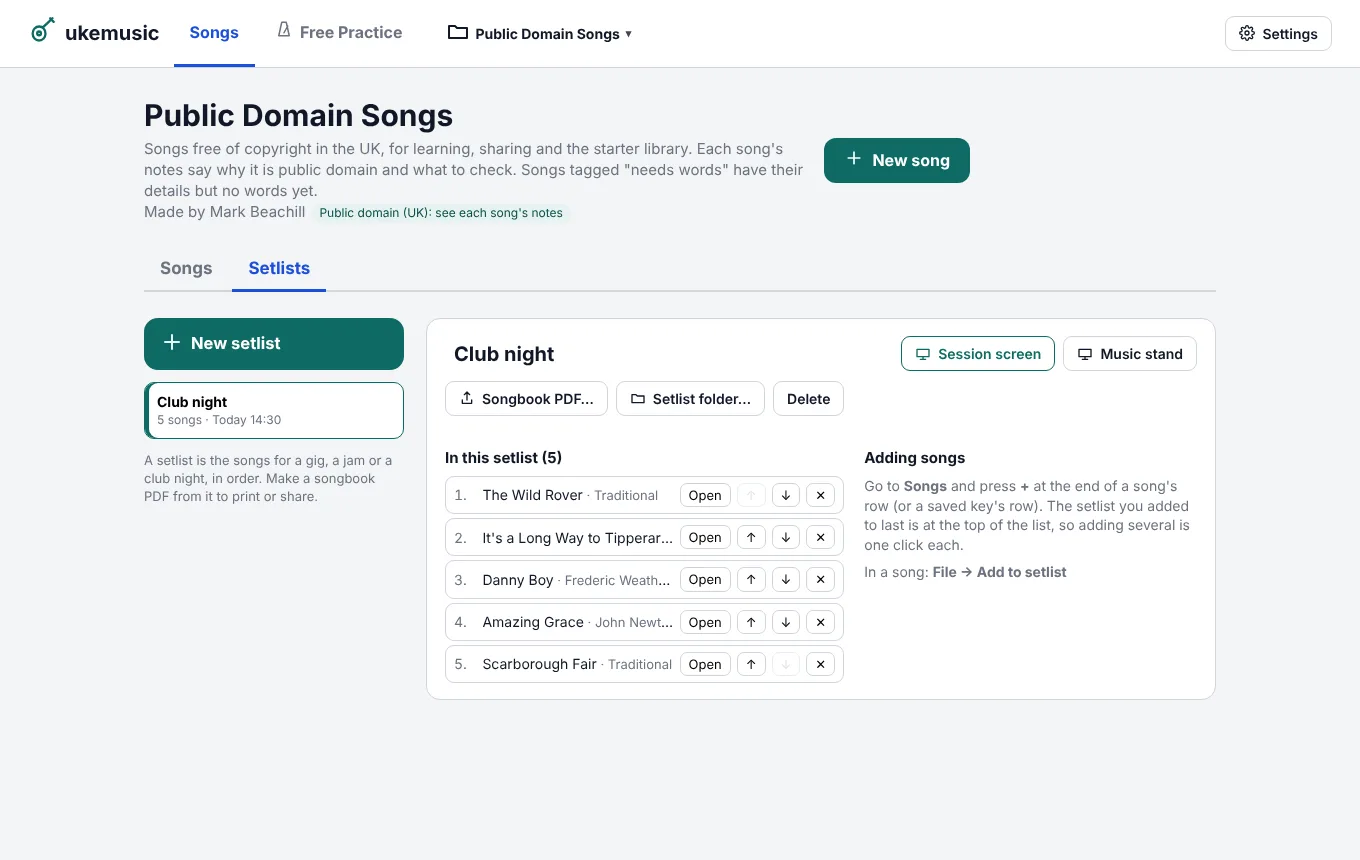 ukemusic
Songs
Free Practice
Public Domain Songs ▾
Settings
Public Domain Songs
Songs free of copyright in the UK, for learning, sharing and the starter library. Each song's
notes say why it is public domain and what to check. Songs tagged "needs words" have their
details but no words yet.
Made by Mark Beachill Public domain (UK): see each song's notes
+ New song
Songs
Setlists
+ New setlist
Club night
5 songs · Today 14:30
A setlist is the songs for a gig, a jam or a
club night, in order. Make a songbook
PDF from it to print or share.
Club night
Session screen
Music stand
Songbook PDF…
Setlist folder…
Delete
In this setlist (5)
1. The Wild Rover · Traditional Open ↑ ↓ ✕
2. It's a Long Way to Tipperar… Open ↑ ↓ ✕
3. Danny Boy · Frederic Weath… Open ↑ ↓ ✕
4. Amazing Grace · John Newt… Open ↑ ↓ ✕
5. Scarborough Fair · Traditional Open ↑ ↓ ✕
Adding songs
Go to Songs and press + at the end of a song's
row (or a saved key's row). The setlist you added
to last is at the top of the list, so adding several is
one click each.
In a song: File → Add to setlist